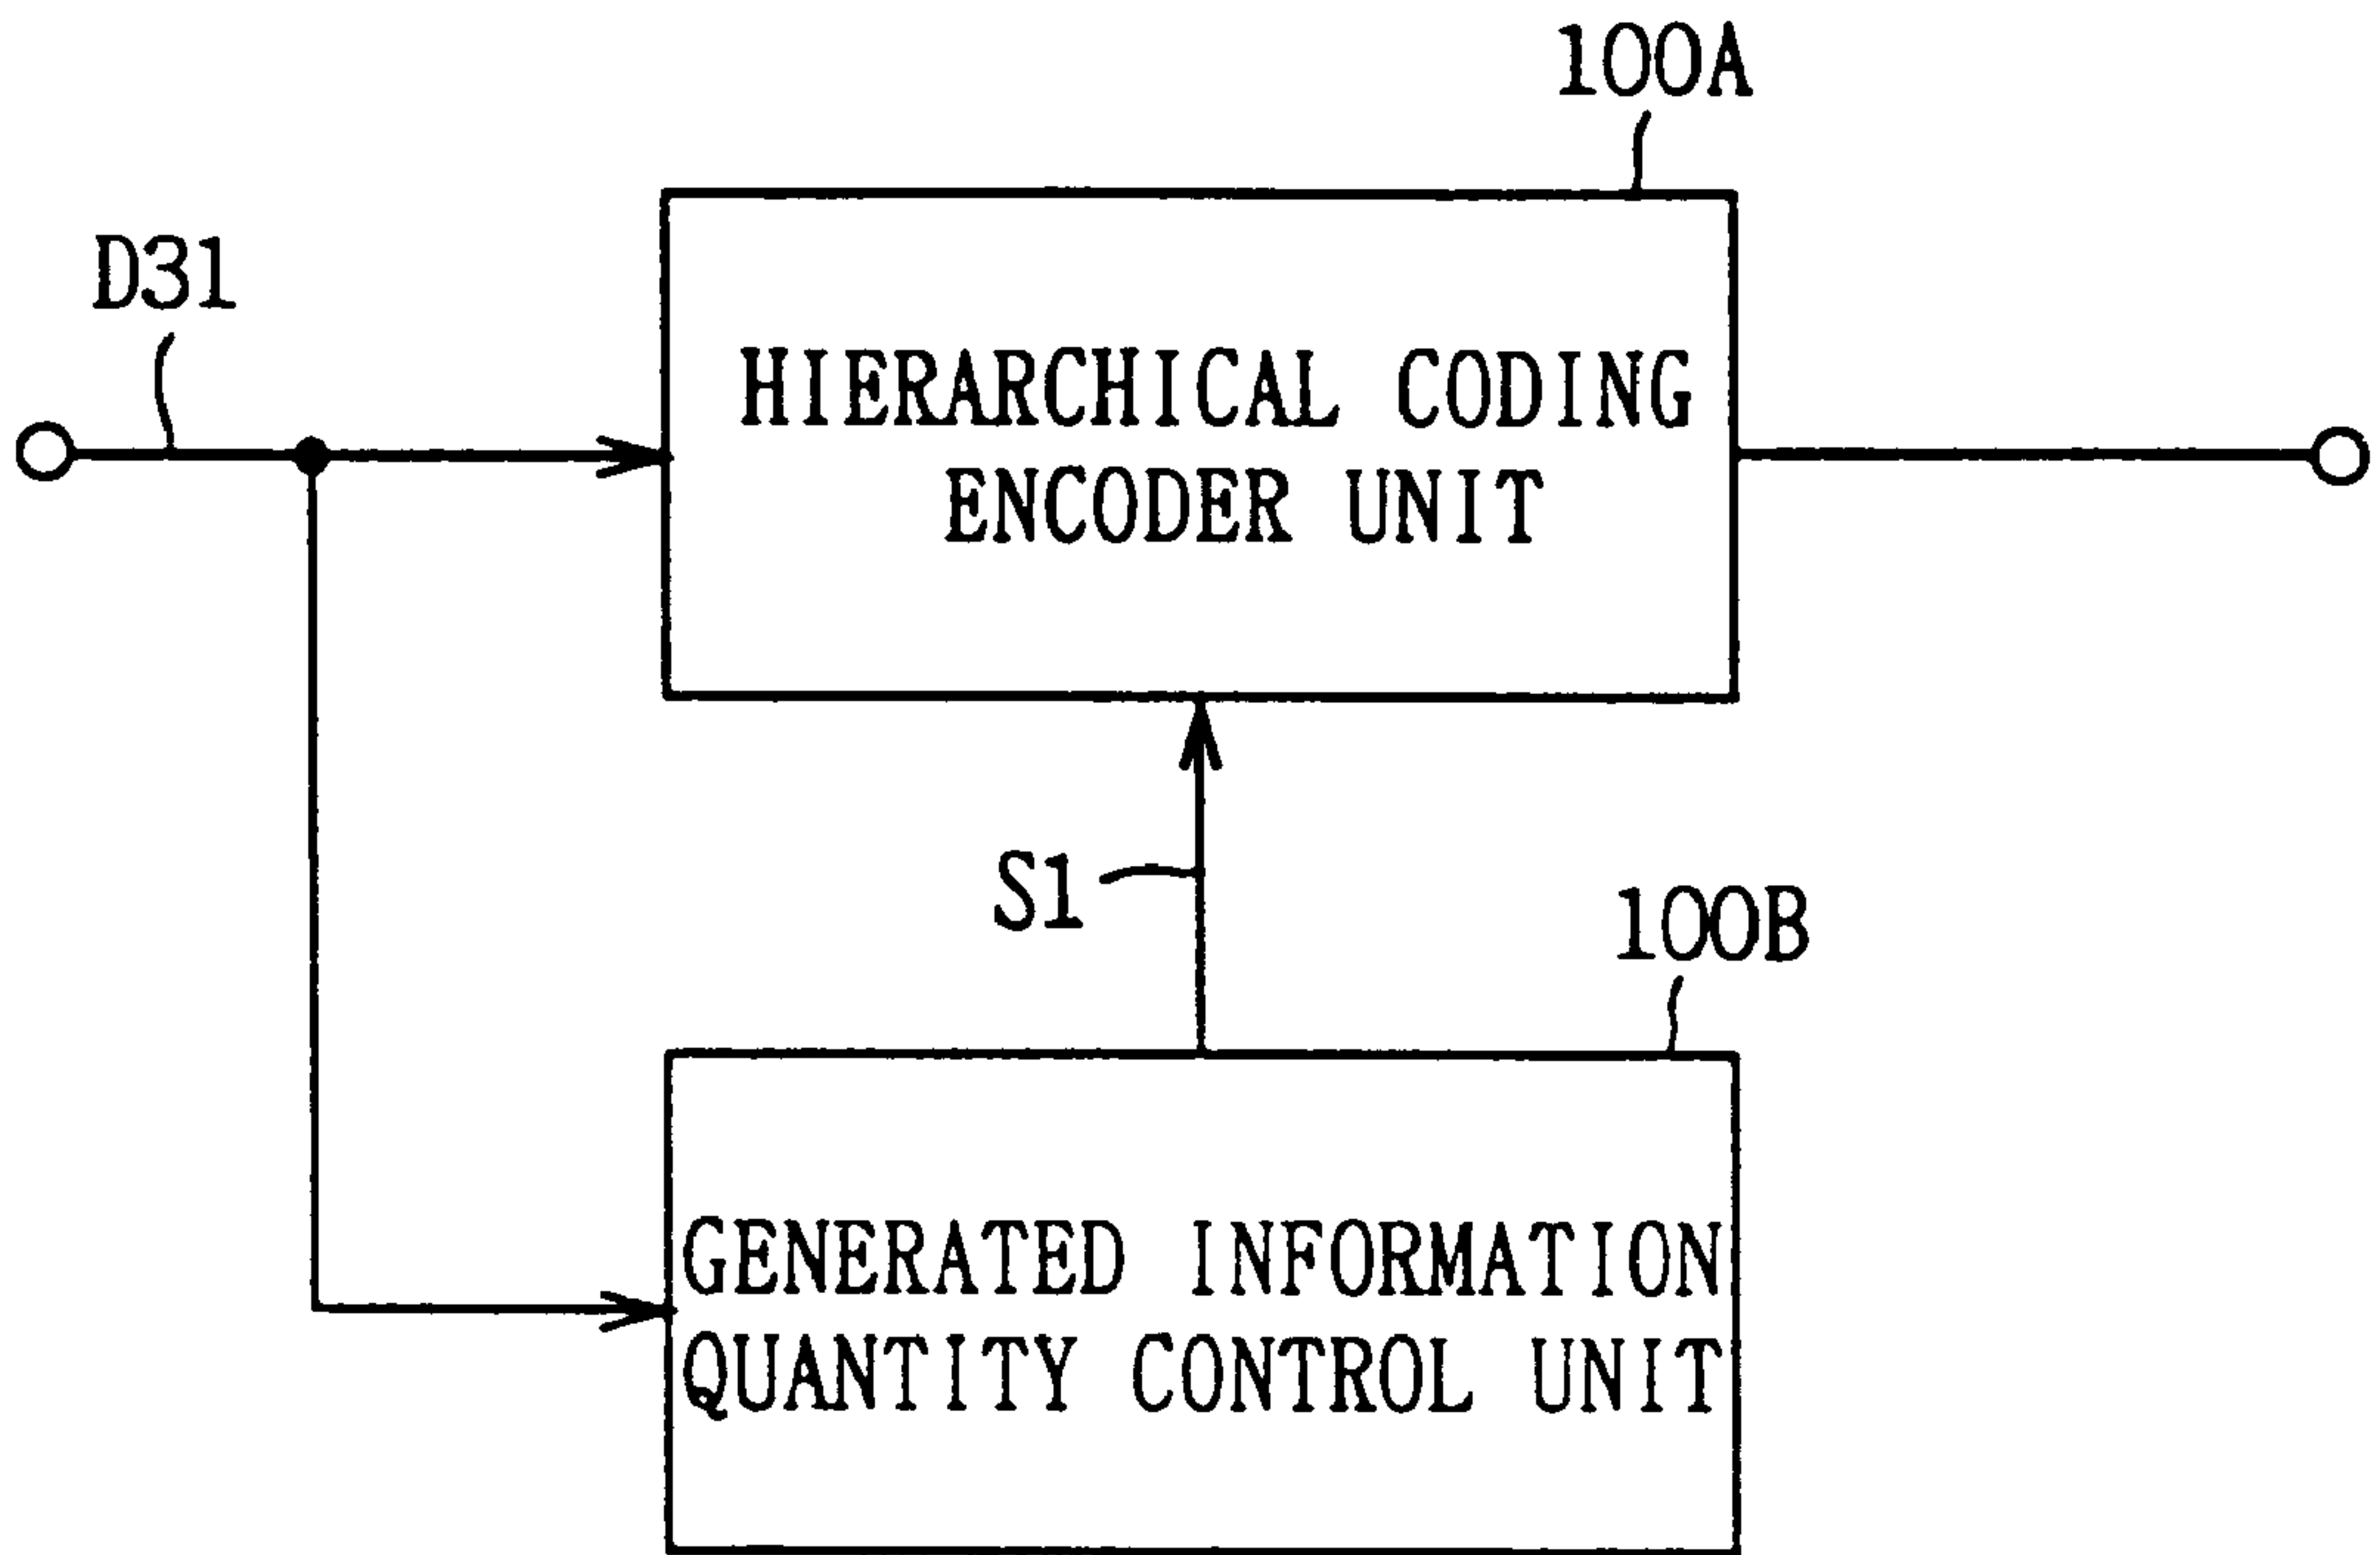 100A
D31
HIERARCHICAL CODING
ENCODER UNIT
S1
100B
GENERATED INFORMATION
QUANTITY CONTROL UNIT